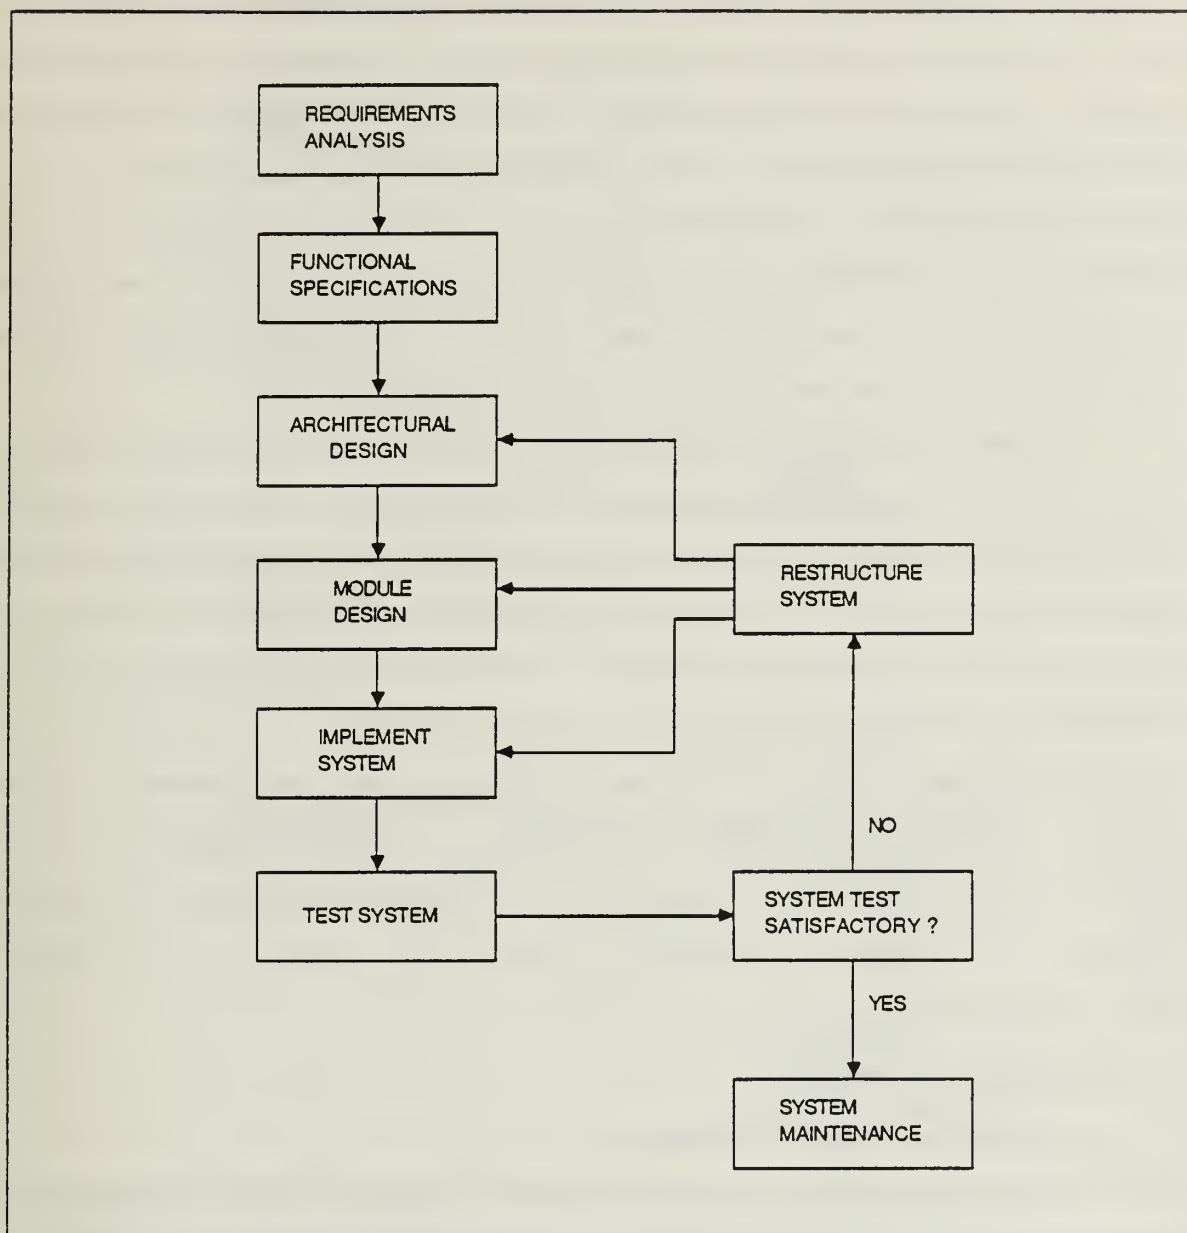 REQUIREMENTS
ANALYSIS
FUNCTIONAL
SPECIFICATIONS
ARCHITECTURAL
DESIGN
MODULE
DESIGN
RESTRUCTURE
SYSTEM
IMPLEMENT
SYSTEM
NO
TEST SYSTEM
SYSTEM TEST
SATISFACTORY ?
YES
SYSTEM
MAINTENANCE